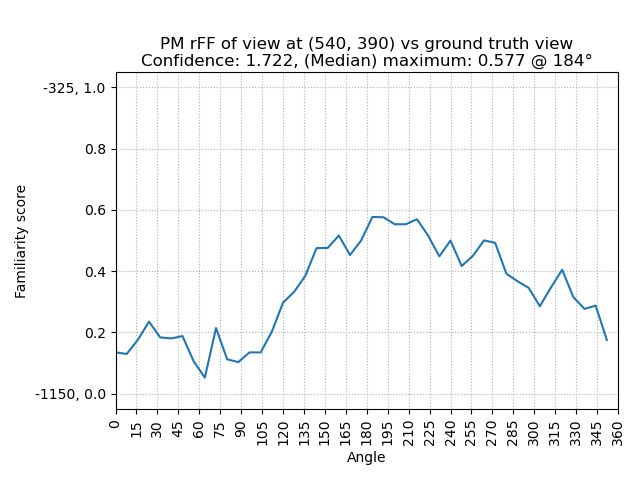 PM rFF of view at (540, 390) vs ground truth view
Confidence: 1.722, (Median) maximum: 0.577 @ 184°
-325, 1.0
0.8
0.6
0.4
0.2
-1150, 0.0
Familiarity score
0 15 30 45 60 75 90 105 120 135 150 165 180 195 210 225 240 255 270 285 300 315 330 345 360
Angle